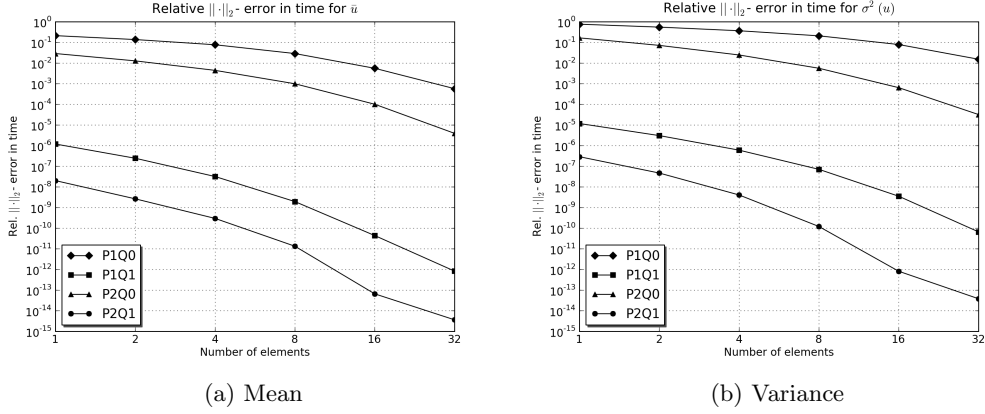 Relative || ·||₂ - error in time for ū
Rel. || ·||₂ - error in time
10⁰
10⁻¹
10⁻²
10⁻³
10⁻⁴
10⁻⁵
10⁻⁶
10⁻⁷
10⁻⁸
10⁻⁹
10⁻¹⁰
10⁻¹¹
10⁻¹²
10⁻¹³
10⁻¹⁴
10⁻¹⁵
P1Q0
P1Q1
P2Q0
P2Q1
1 2 4 8 16 32
Number of elements
(a) Mean
Relative || ·||₂ - error in time for σ² (u)
Rel. || ·||₂ - error in time
10⁰
10⁻¹
10⁻²
10⁻³
10⁻⁴
10⁻⁵
10⁻⁶
10⁻⁷
10⁻⁸
10⁻⁹
10⁻¹⁰
10⁻¹¹
10⁻¹²
10⁻¹³
10⁻¹⁴
10⁻¹⁵
P1Q0
P1Q1
P2Q0
P2Q1
1 2 4 8 16 32
Number of elements
(b) Variance